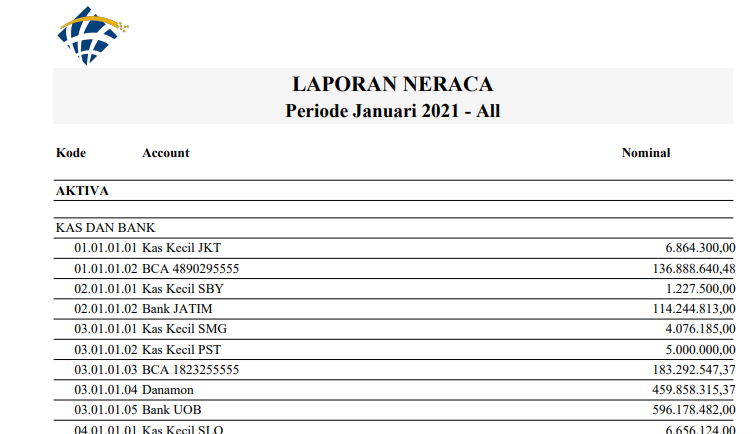 LAPORAN NERACA
Periode Januari 2021 - All
Kode Account Nominal
AKTIVA
KAS DAN BANK
01.01.01.01 Kas Kecil JKT 6.864.300,00
01.01.01.02 BCA 4890295555 136.888.640,48
02.01.01.01 Kas Kecil SBY 1.227.500,00
02.01.01.02 Bank JATIM 114.244.813,00
03.01.01.01 Kas Kecil SMG 4.076.185,00
03.01.01.02 Kas Kecil PST 5.000.000,00
03.01.01.03 BCA 1823255555 183.292.547,37
03.01.01.04 Danamon 459.858.315,37
03.01.01.05 Bank UOB 596.178.482,00
04.01.01.01 Kas Kecil SLO 6.656.124,00